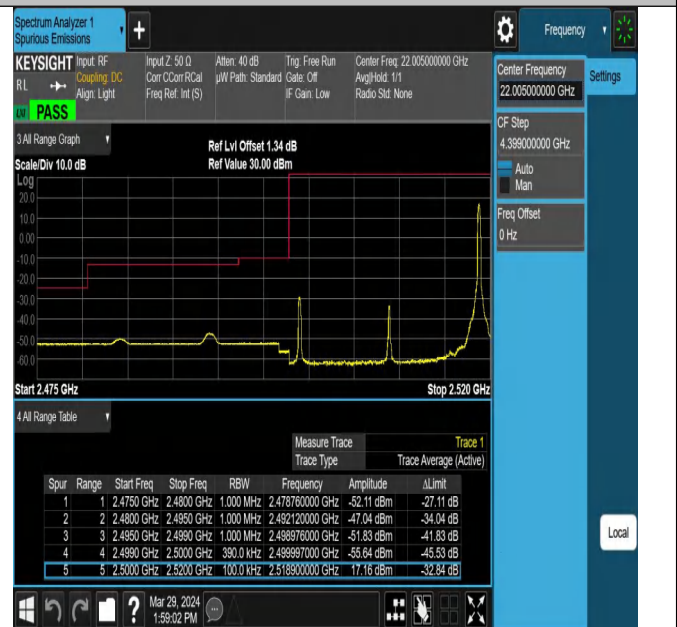 Spectrum Analyzer 1
Spurious Emissions
Frequency
KEYSIGHT
Input: RF
Coupling: DC
Align: Light
Input Z: 50 Ω
Corr CCorr RCal
Freq Ref: Int (S)
Atten: 40 dB
µW Path: Standard
Trig: Free Run
Gate: Off
IF Gain: Low
Center Freq: 22.005000000 GHz
Avg|Hold: 1/1
Radio Std: None
RL
LXI
PASS
Center Frequency
22.005000000 GHz
Settings
CF Step
4.399000000 GHz
Auto
Man
Freq Offset
0 Hz
3 All Range Graph
Scale/Div 10.0 dB
Ref Lvl Offset 1.34 dB
Ref Value 30.00 dBm
Log
20.0
10.0
0.00
-10.0
-20.0
-30.0
-40.0
-50.0
-60.0
Start 2.475 GHz
Stop 2.520 GHz
4 All Range Table
Measure Trace Trace 1
Trace Type Trace Average (Active)
Spur Range Start Freq Stop Freq RBW Frequency Amplitude ΔLimit
1 1 2.4750 GHz 2.4800 GHz 1.000 MHz 2.478760000 GHz -52.11 dBm -27.11 dB
2 2 2.4800 GHz 2.4950 GHz 1.000 MHz 2.492120000 GHz -47.04 dBm -34.04 dB
3 3 2.4950 GHz 2.4990 GHz 1.000 MHz 2.498976000 GHz -51.83 dBm -41.83 dB
4 4 2.4990 GHz 2.5000 GHz 390.0 kHz 2.499997000 GHz -55.64 dBm -45.53 dB
5 5 2.5000 GHz 2.5200 GHz 100.0 kHz 2.518900000 GHz 17.16 dBm -32.84 dB
Local
?
Mar 29, 2024
1:59:02 PM